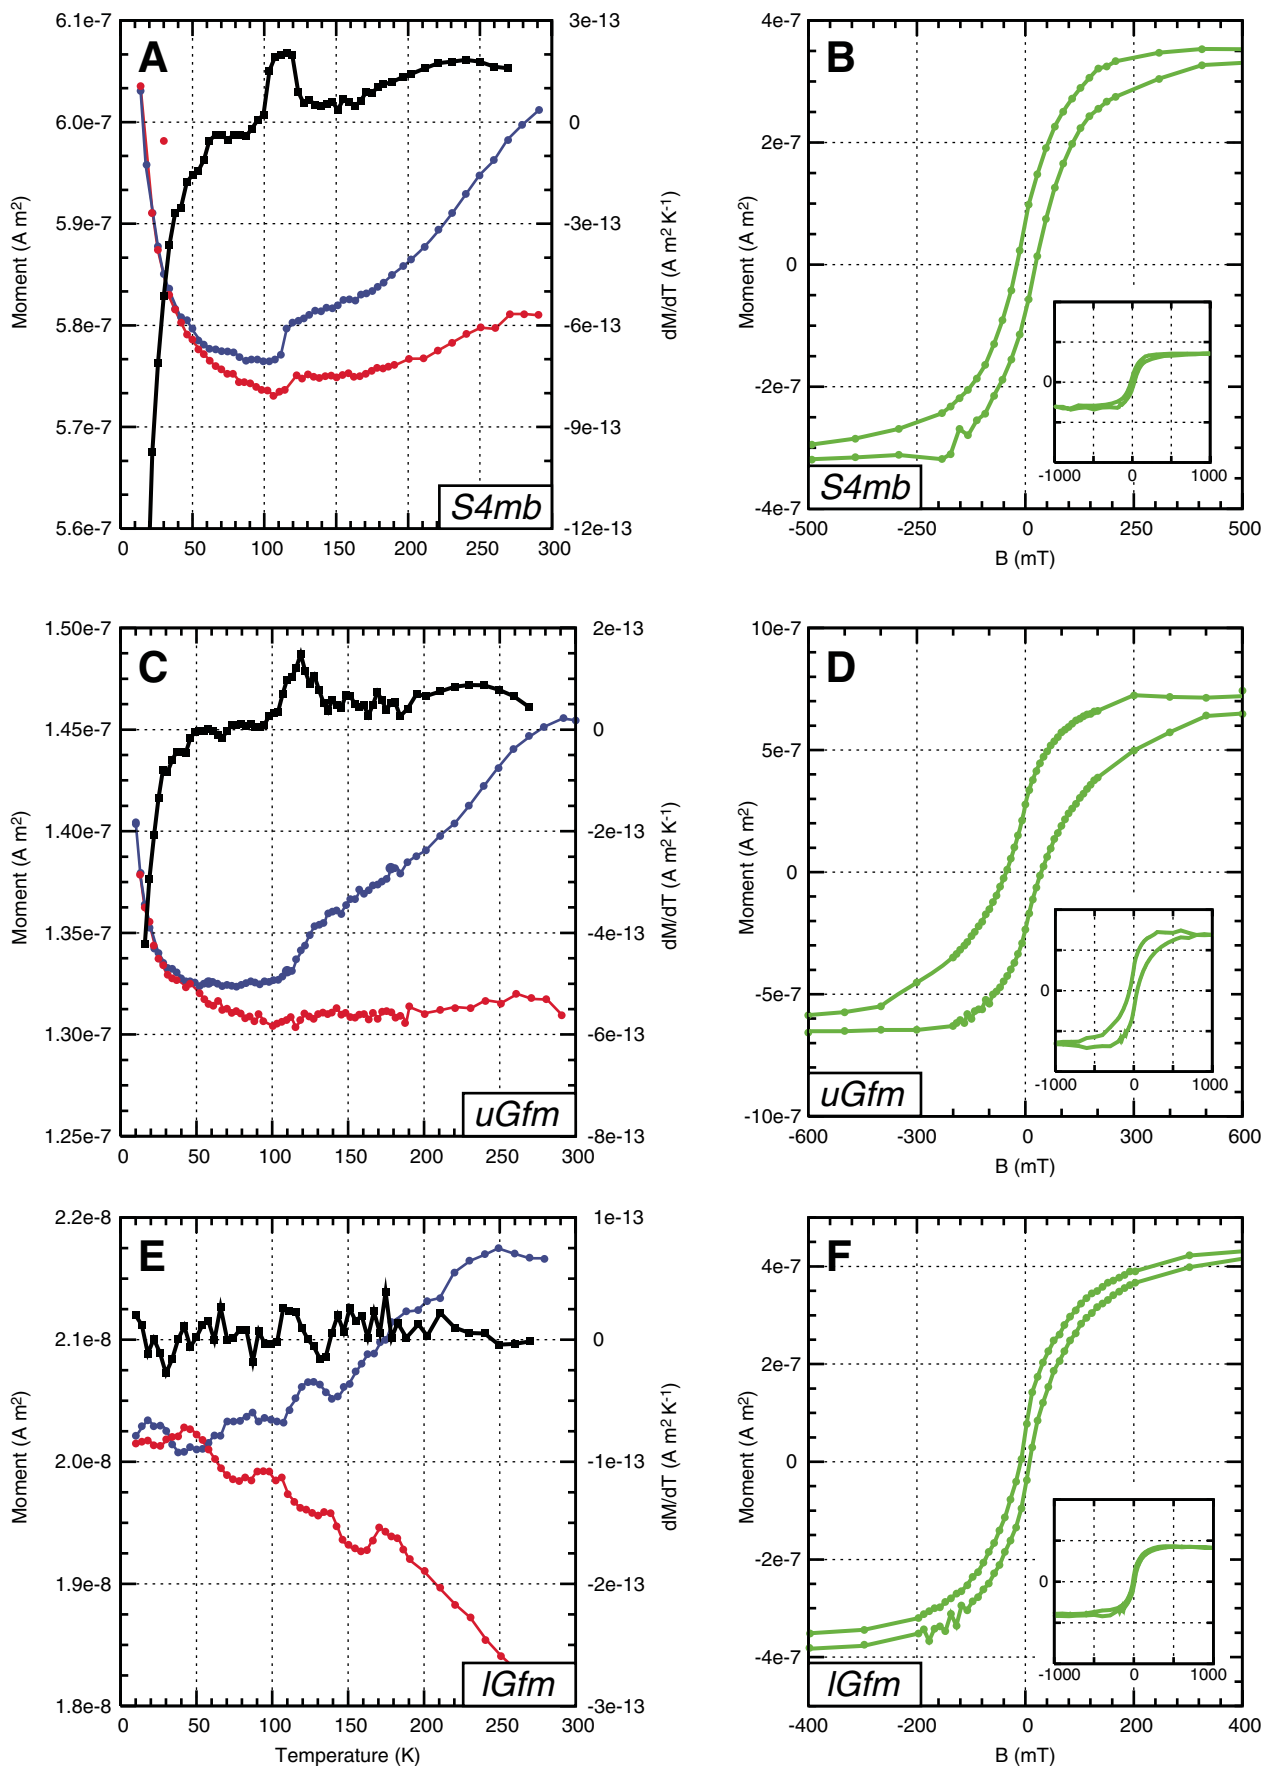 A
6.1e-7
6.0e-7
5.9e-7
5.8e-7
5.7e-7
5.6e-7
Moment (A m²)
3e-13
0
-3e-13
-6e-13
-9e-13
-12e-13
dM/dT (A m² K⁻¹)
S4mb
0 50 100 150 200 250 300
B
4e-7
2e-7
0
-2e-7
-4e-7
Moment (A m²)
0
-1000 0 1000
S4mb
-500 -250 0 250 500
B (mT)
C
1.50e-7
1.45e-7
1.40e-7
1.35e-7
1.30e-7
1.25e-7
Moment (A m²)
2e-13
0
-2e-13
-4e-13
-6e-13
-8e-13
dM/dT (A m² K⁻¹)
uGfm
0 50 100 150 200 250 300
D
10e-7
5e-7
0
-5e-7
-10e-7
Moment (A m²)
0
-1000 0 1000
uGfm
-600 -300 0 300 600
B (mT)
E
2.2e-8
2.1e-8
2.0e-8
1.9e-8
1.8e-8
Moment (A m²)
1e-13
0
-1e-13
-2e-13
-3e-13
dM/dT (A m² K⁻¹)
lGfm
0 50 100 150 200 250 300
Temperature (K)
F
4e-7
2e-7
0
-2e-7
-4e-7
Moment (A m²)
0
-1000 0 1000
lGfm
-400 -200 0 200 400
B (mT)